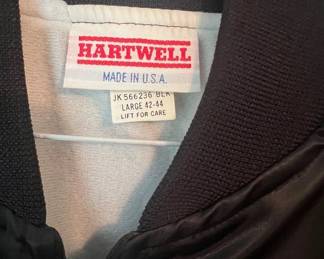 HARTWELL
MADE IN U.S.A.
JK 566236 BLK
LARGE 42-44
LIFT FOR CARE